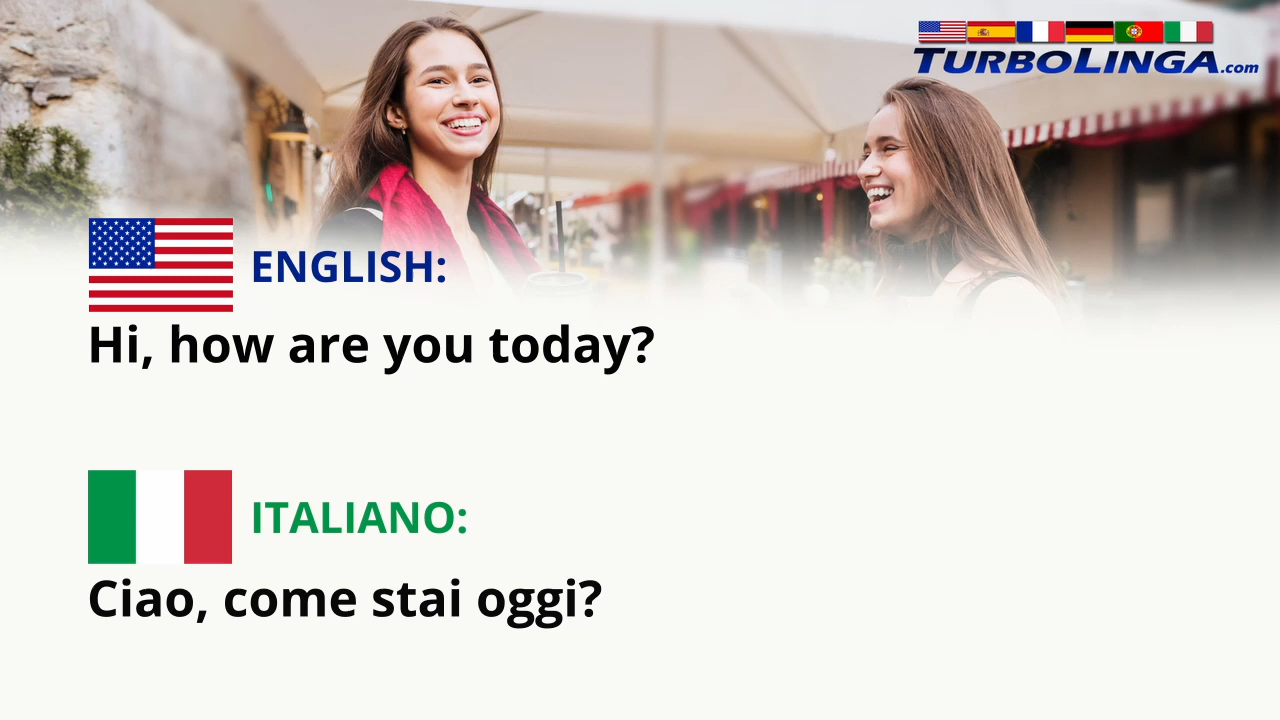 TURBOLINGA.com
ENGLISH:
Hi, how are you today?
ITALIANO:
Ciao, come stai oggi?